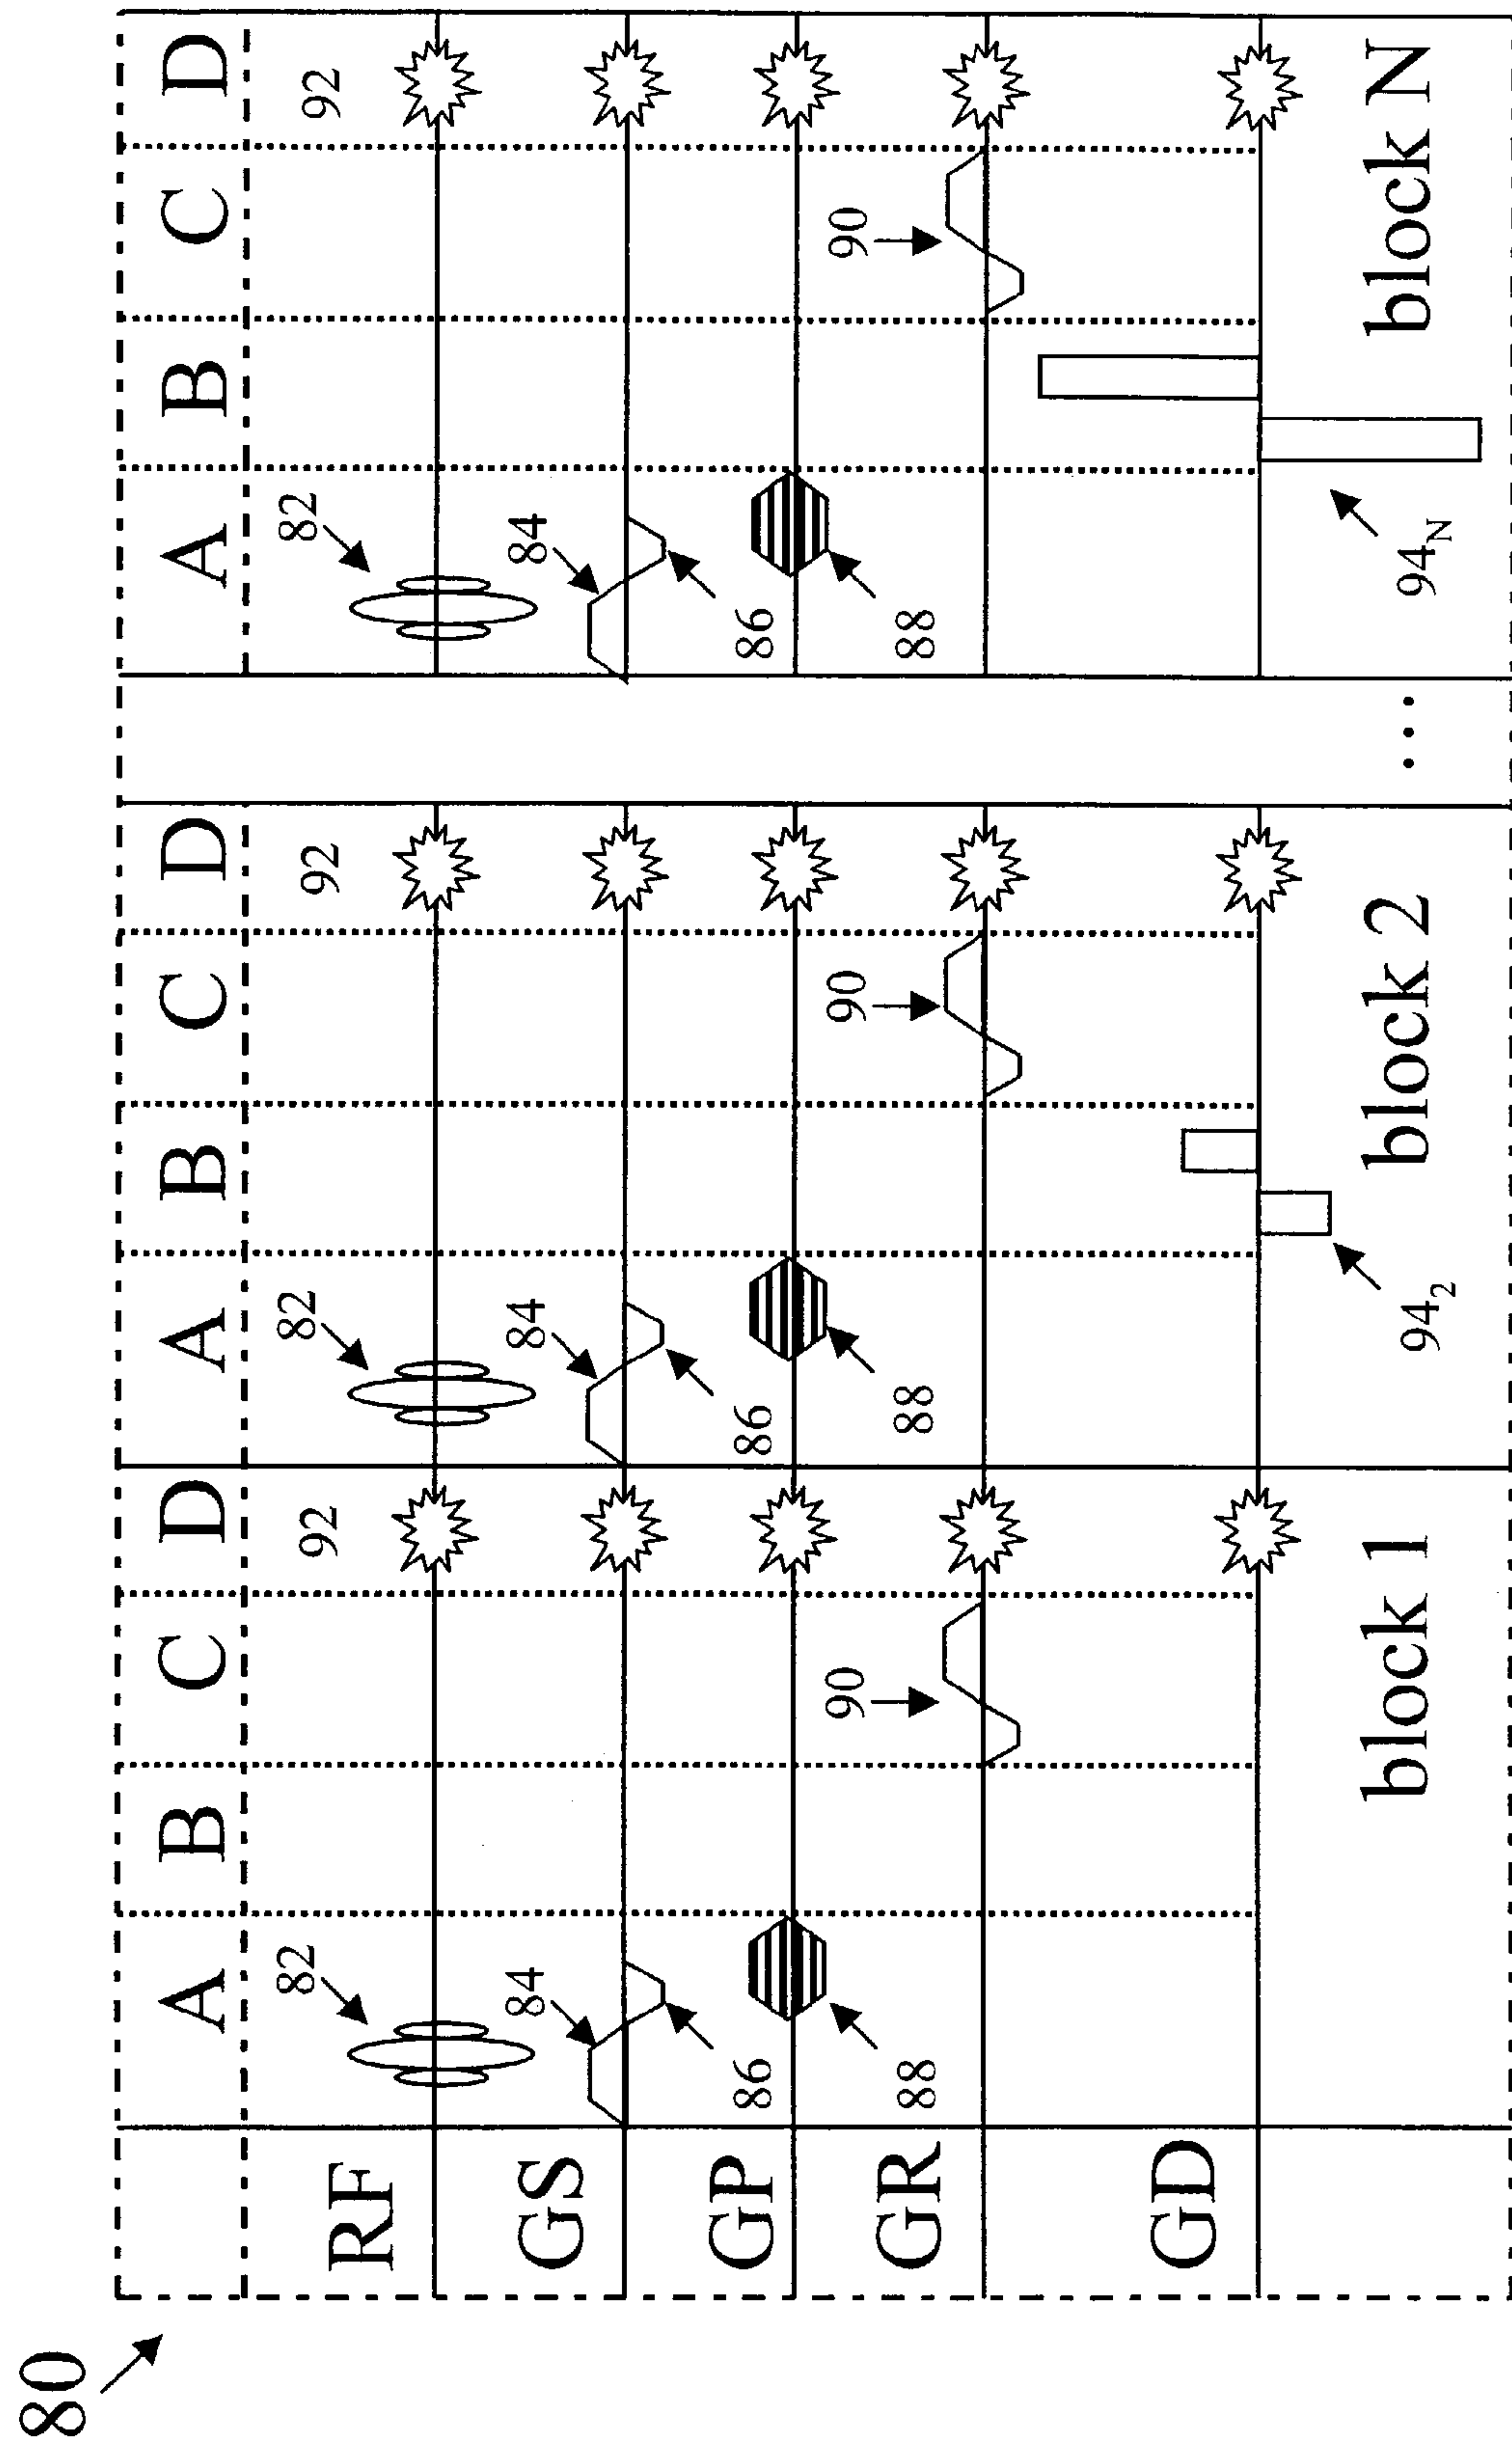 80
A B C D A B C D A B C D
RF 82 92 82 92 82 92
GS 84 84 84
GP 86 86 86
GR 88 90 88 90 88 90
GD
94₂ 94_N
block 1 block 2 ... block N